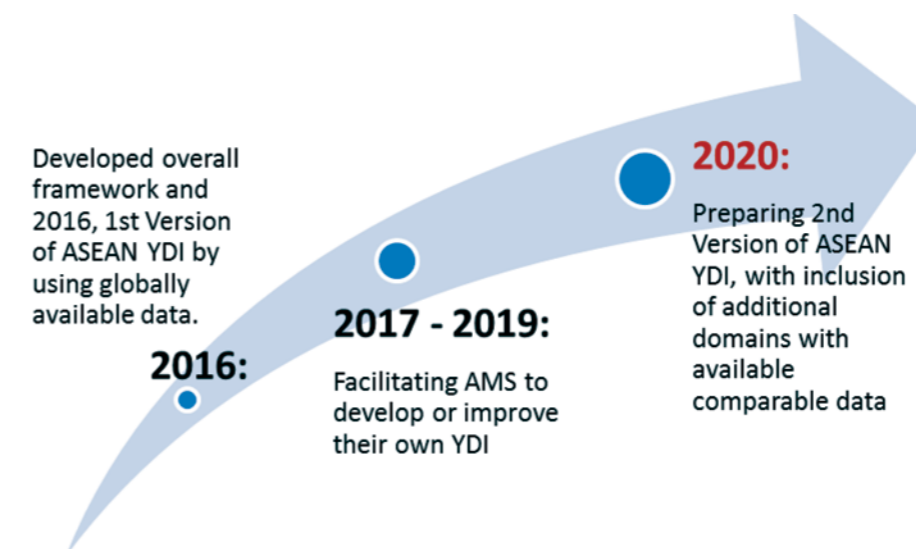 Developed overall
framework and
2016, 1st Version
of ASEAN YDI by
using globally
available data.
2016:
2017 - 2019:
Facilitating AMS to
develop or improve
their own YDI
2020:
Preparing 2nd
Version of ASEAN
YDI, with inclusion
of additional
domains with
available
comparable data